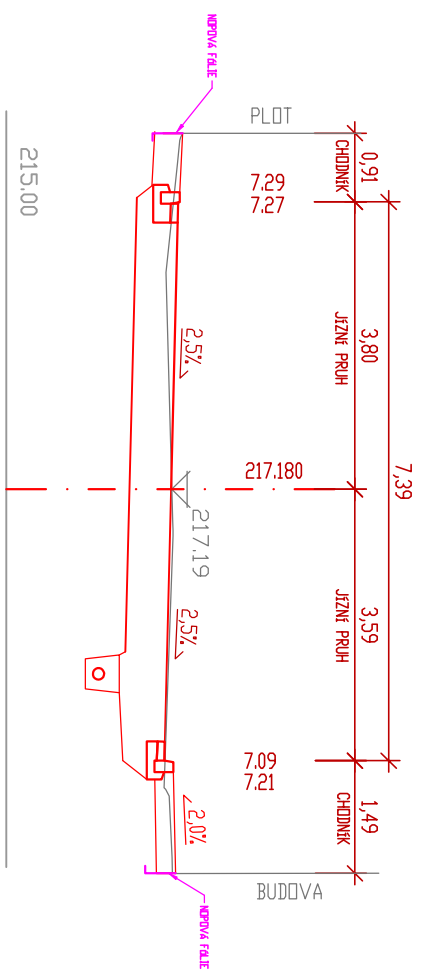 NOPOVÁ FÓLIE
PLOT
0,91
CHODNÍK
7.29
7.27
3,80
JÍZNÍ PRUH
7,39
2,5%
217.180
217.19
215.00
3,59
JÍZNÍ PRUH
2,5%
7.09
7.21
1,49
CHODNÍK
2,0%
BUDOVA
NOPOVÁ FÓLIE